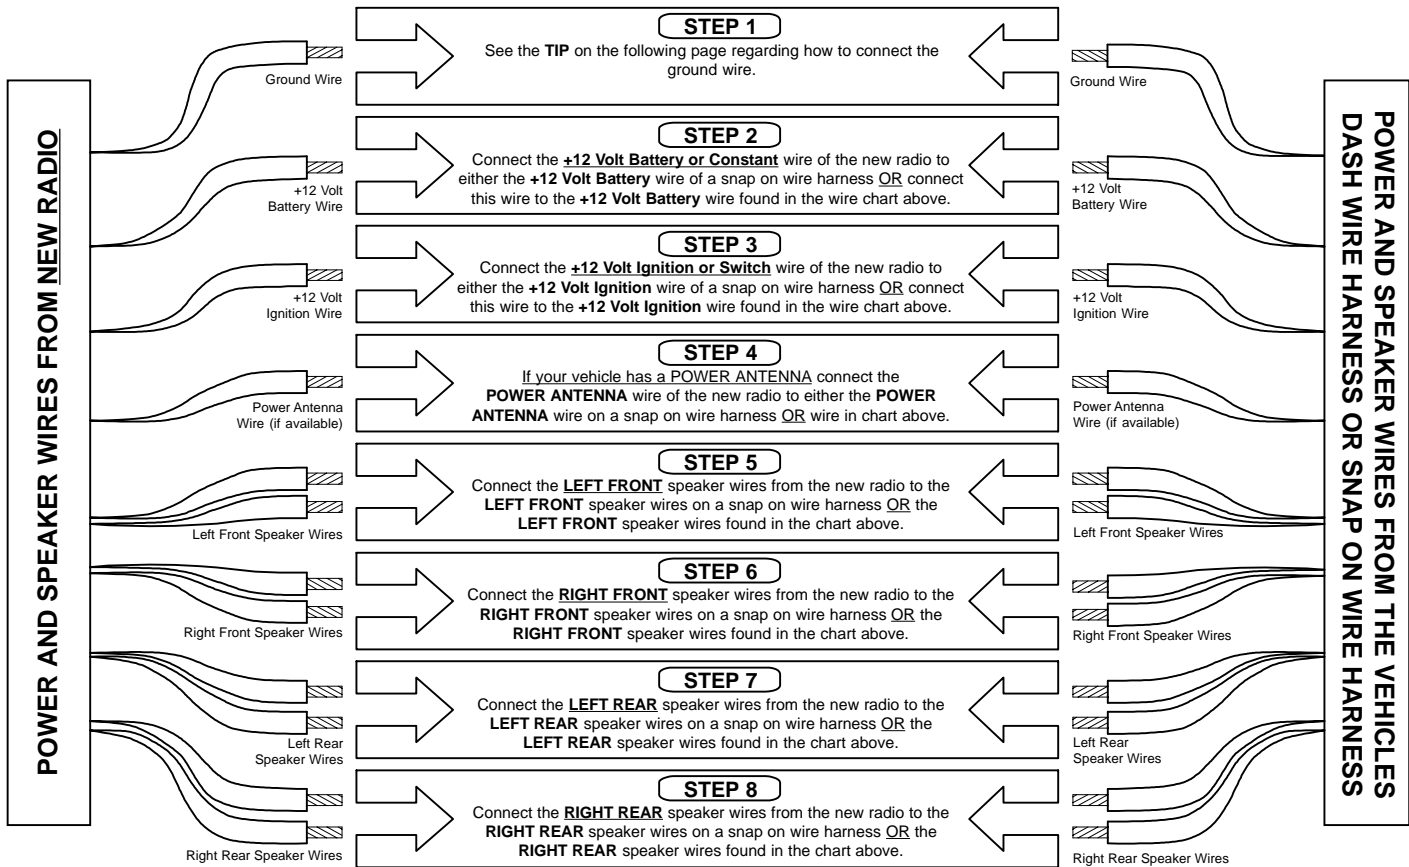 POWER AND SPEAKER WIRES FROM NEW RADIO
STEP 1
See the TIP on the following page regarding how to connect the
ground wire.
Ground Wire
Ground Wire
STEP 2
Connect the +12 Volt Battery or Constant wire of the new radio to
either the +12 Volt Battery wire of a snap on wire harness OR connect
this wire to the +12 Volt Battery wire found in the wire chart above.
+12 Volt
Battery Wire
+12 Volt
Battery Wire
STEP 3
Connect the +12 Volt Ignition or Switch wire of the new radio to
either the +12 Volt Ignition wire of a snap on wire harness OR connect
this wire to the +12 Volt Ignition wire found in the wire chart above.
+12 Volt
Ignition Wire
+12 Volt
Ignition Wire
STEP 4
If your vehicle has a POWER ANTENNA connect the
POWER ANTENNA wire of the new radio to either the POWER
ANTENNA wire on a snap on wire harness OR wire in chart above.
Power Antenna
Wire (if available)
Power Antenna
Wire (if available)
STEP 5
Connect the LEFT FRONT speaker wires from the new radio to the
LEFT FRONT speaker wires on a snap on wire harness OR the
LEFT FRONT speaker wires found in the chart above.
Left Front Speaker Wires
Left Front Speaker Wires
STEP 6
Connect the RIGHT FRONT speaker wires from the new radio to the
RIGHT FRONT speaker wires on a snap on wire harness OR the
RIGHT FRONT speaker wires found in the chart above.
Right Front Speaker Wires
Right Front Speaker Wires
STEP 7
Connect the LEFT REAR speaker wires from the new radio to the
LEFT REAR speaker wires on a snap on wire harness OR the
LEFT REAR speaker wires found in the chart above.
Left Rear
Speaker Wires
Left Rear
Speaker Wires
STEP 8
Connect the RIGHT REAR speaker wires from the new radio to the
RIGHT REAR speaker wires on a snap on wire harness OR the
RIGHT REAR speaker wires found in the chart above.
Right Rear Speaker Wires
Right Rear Speaker Wires
POWER AND SPEAKER WIRES FROM THE VEHICLES
DASH WIRE HARNESS OR SNAP ON WIRE HARNESS